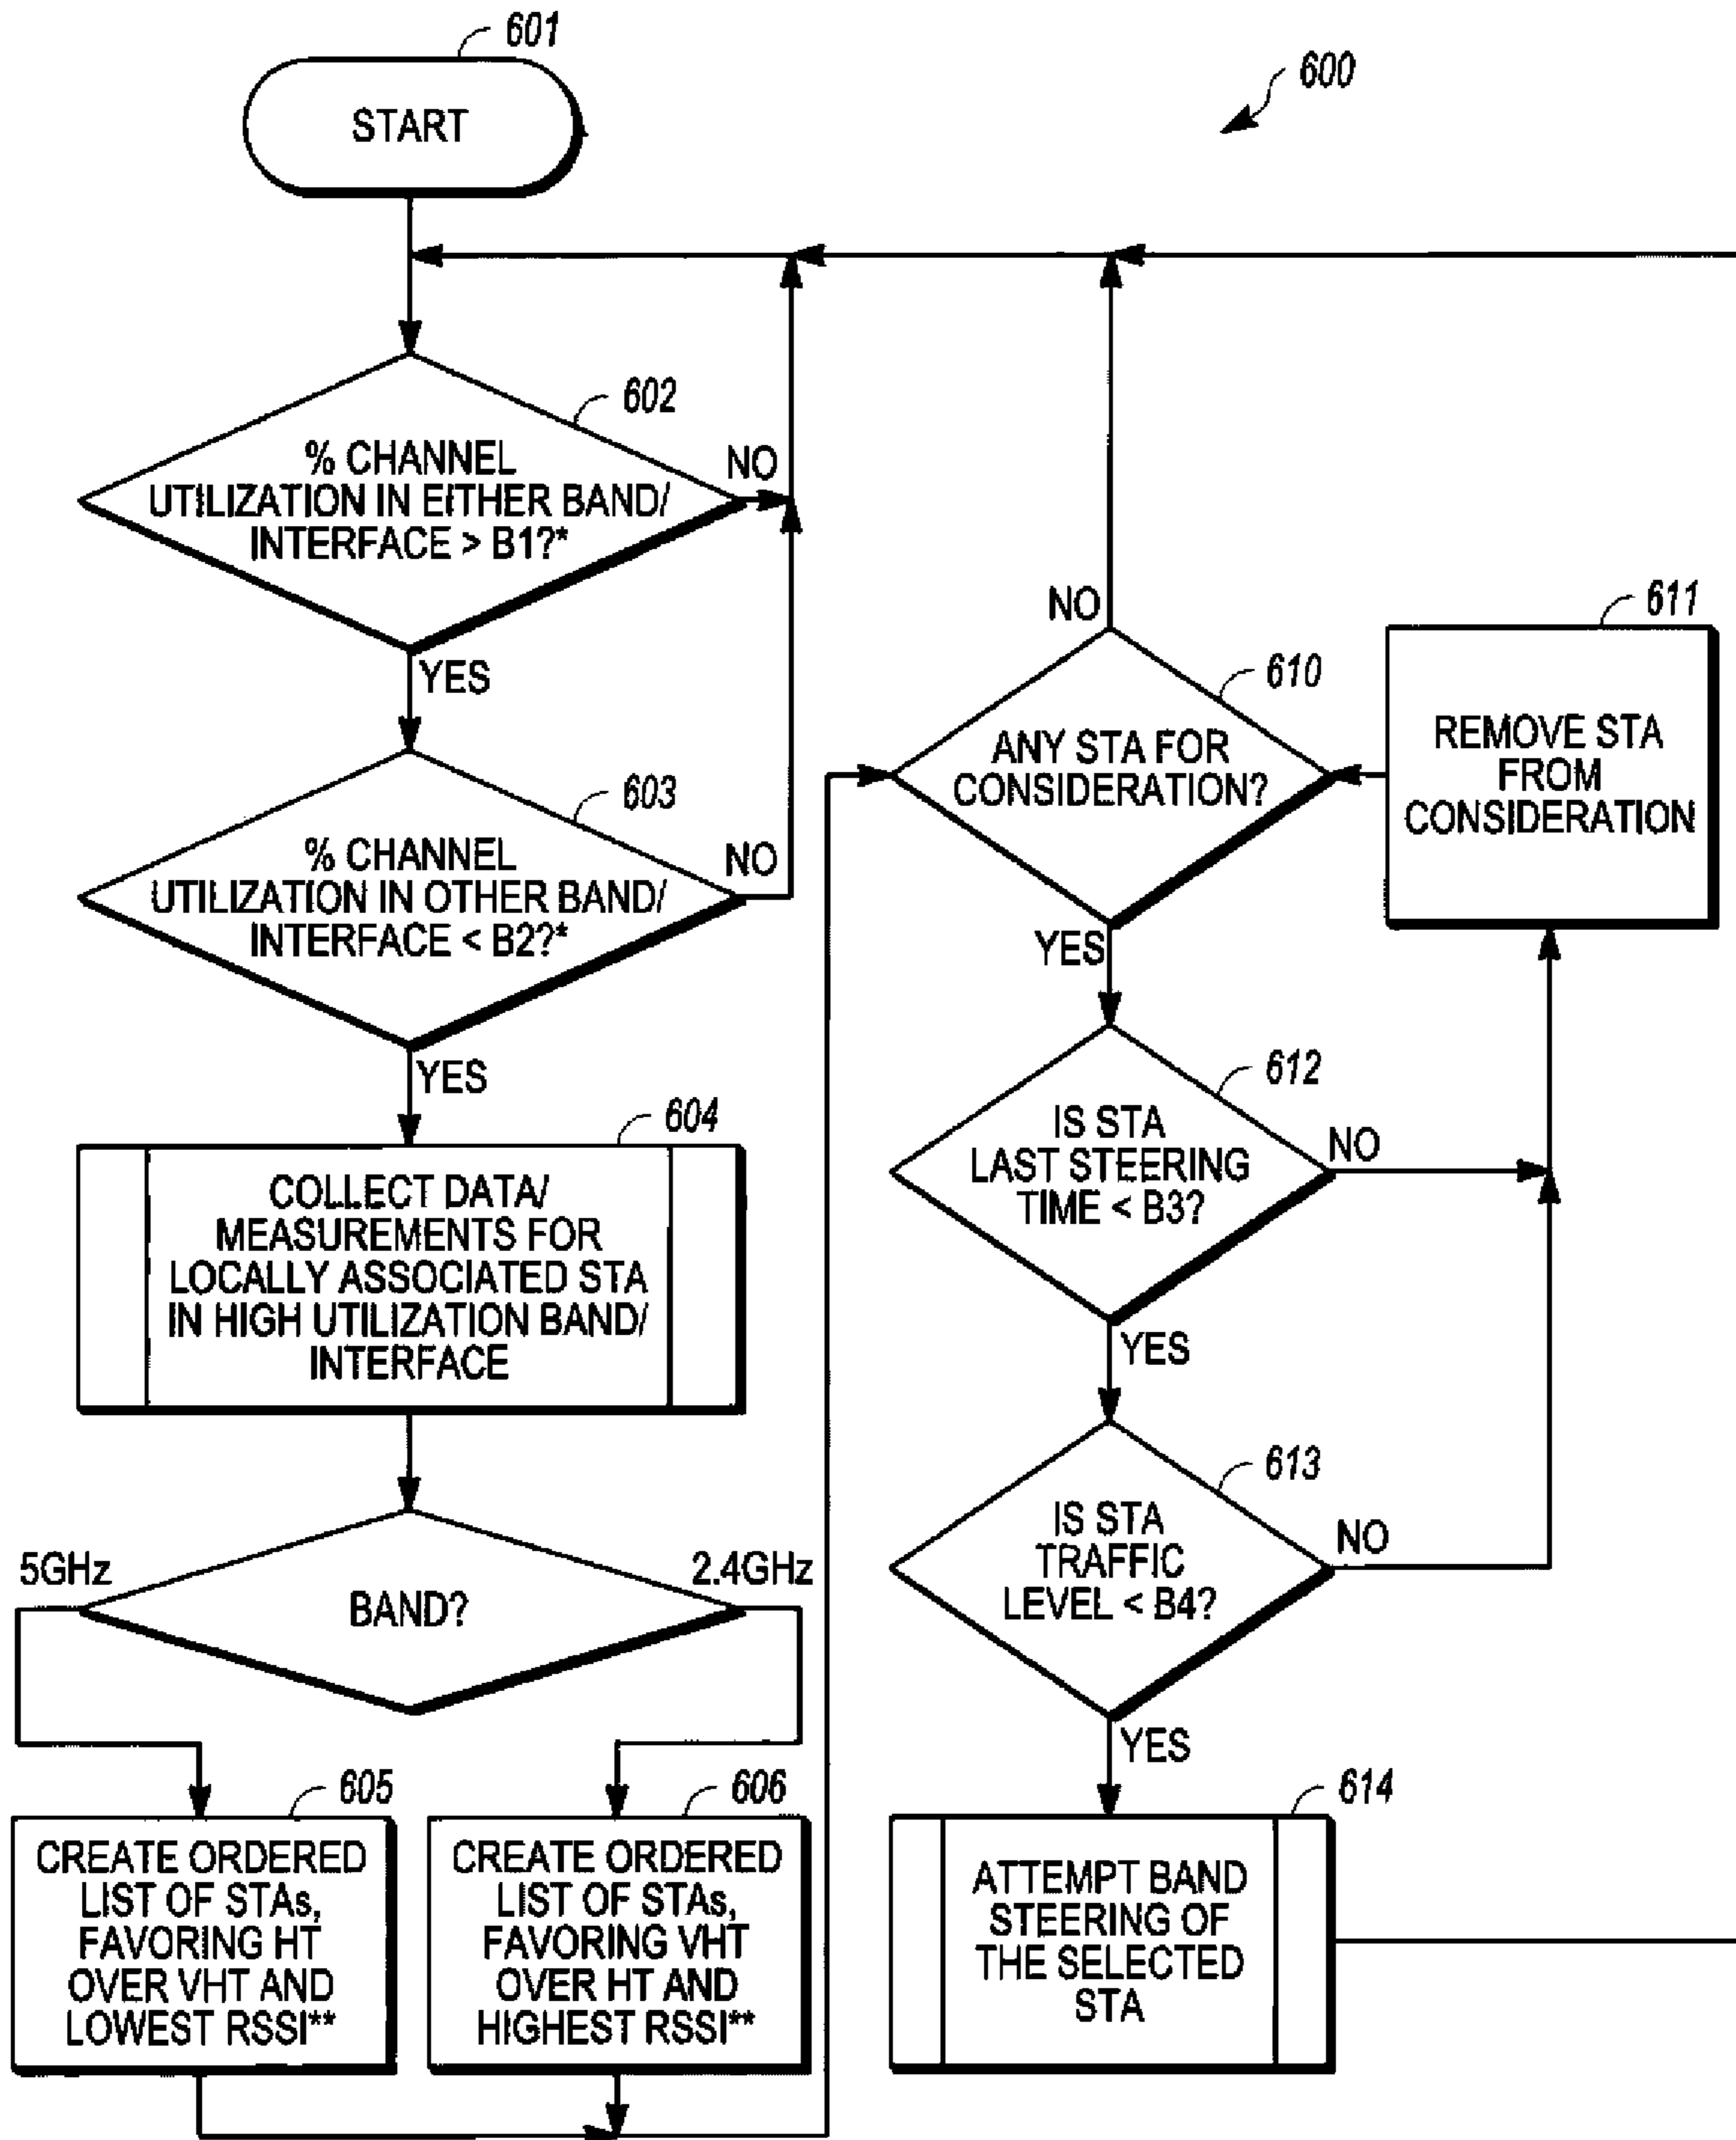 601
START
600
602
% CHANNEL
UTILIZATION IN EITHER BAND/
INTERFACE > B1?*
NO
YES
603
% CHANNEL
UTILIZATION IN OTHER BAND/
INTERFACE < B2?*
NO
YES
604
COLLECT DATA/
MEASUREMENTS FOR
LOCALLY ASSOCIATED STA
IN HIGH UTILIZATION BAND/
INTERFACE
5GHz
BAND?
2.4GHz
605
CREATE ORDERED
LIST OF STAs,
FAVORING HT
OVER VHT AND
LOWEST RSSI**
606
CREATE ORDERED
LIST OF STAs,
FAVORING VHT
OVER HT AND
HIGHEST RSSI**
NO
610
ANY STA FOR
CONSIDERATION?
YES
611
REMOVE STA
FROM
CONSIDERATION
612
IS STA
LAST STEERING
TIME < B3?
NO
YES
613
IS STA
TRAFFIC
LEVEL < B4?
NO
YES
614
ATTEMPT BAND
STEERING OF
THE SELECTED
STA